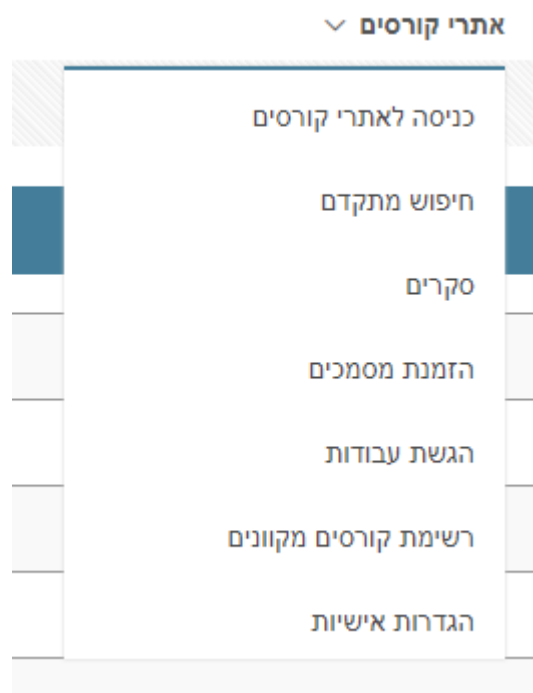 אתרי קורסים
כניסה לאתרי קורסים
חיפוש מתקדם
סקרים
הזמנת מסמכים
הגשת עבודות
רשימת קורסים מקוונים
הגדרות אישיות